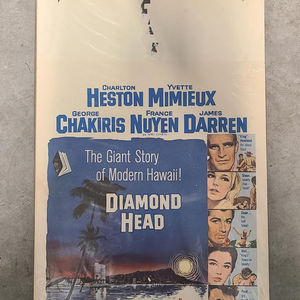 CHARLTON YVETTE
HESTON MIMIEUX
GEORGE FRANCE JAMES
CHAKIRIS NUYEN DARREN
The Giant Story
of Modern Hawaii!
DIAMOND
HEAD